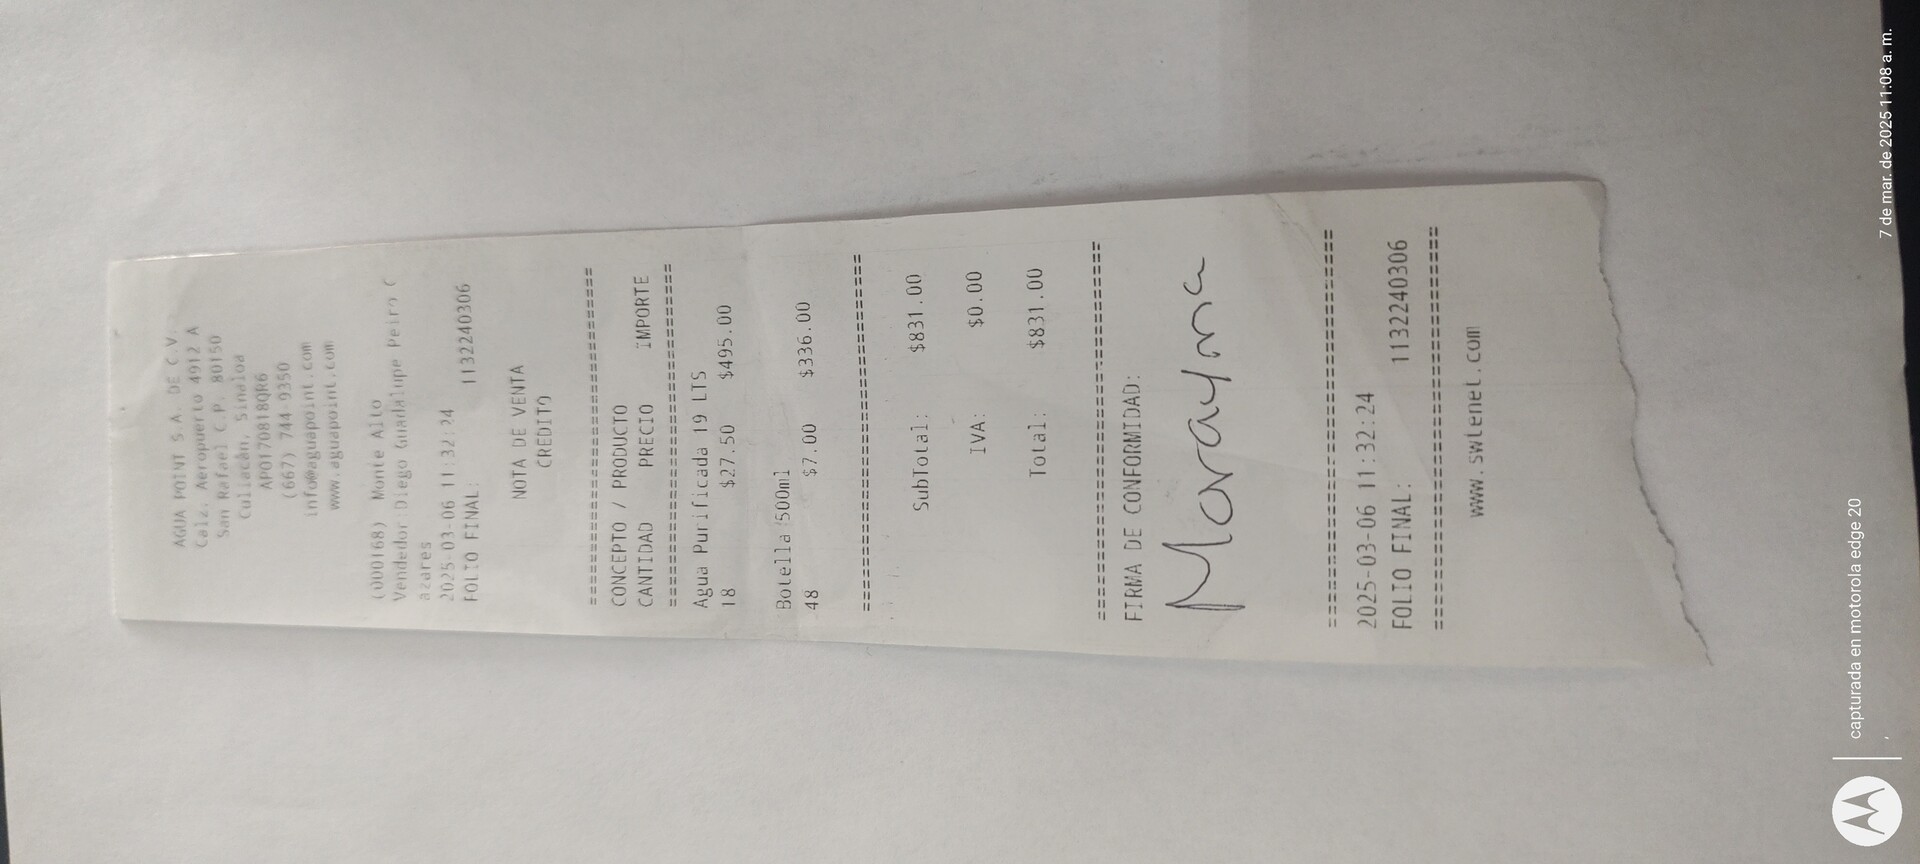 AGUA POINT S.A. DE C.V.
Calz. Aeropuerto 4912 A
San Rafael C.P. 80150
Culiacán, Sinaloa
APO170818QR6
(667) 744-9350
info@aguapoint.com
www.aguapoint.com
(000168) Monte Alto
Vendedor:Diego Guadalupe Peiro C
azares
2025-03-06 11:32:24
FOLIO FINAL: 1132240306
NOTA DE VENTA
CREDITO
==============================
CONCEPTO / PRODUCTO
CANTIDAD PRECIO IMPORTE
==============================
Agua Purificada 19 LTS
18 $27.50 $495.00
Botella 500ml
48 $7.00 $336.00
==============================
SubTotal: $831.00
IVA: $0.00
Total: $831.00
==============================
FIRMA DE CONFORMIDAD:
Marayma
==============================
2025-03-06 11:32:24
FOLIO FINAL: 1132240306
==============================
www.swtenet.com
capturada en motorola edge 20
,
7 de mar. de 2025 11:08 a. m.